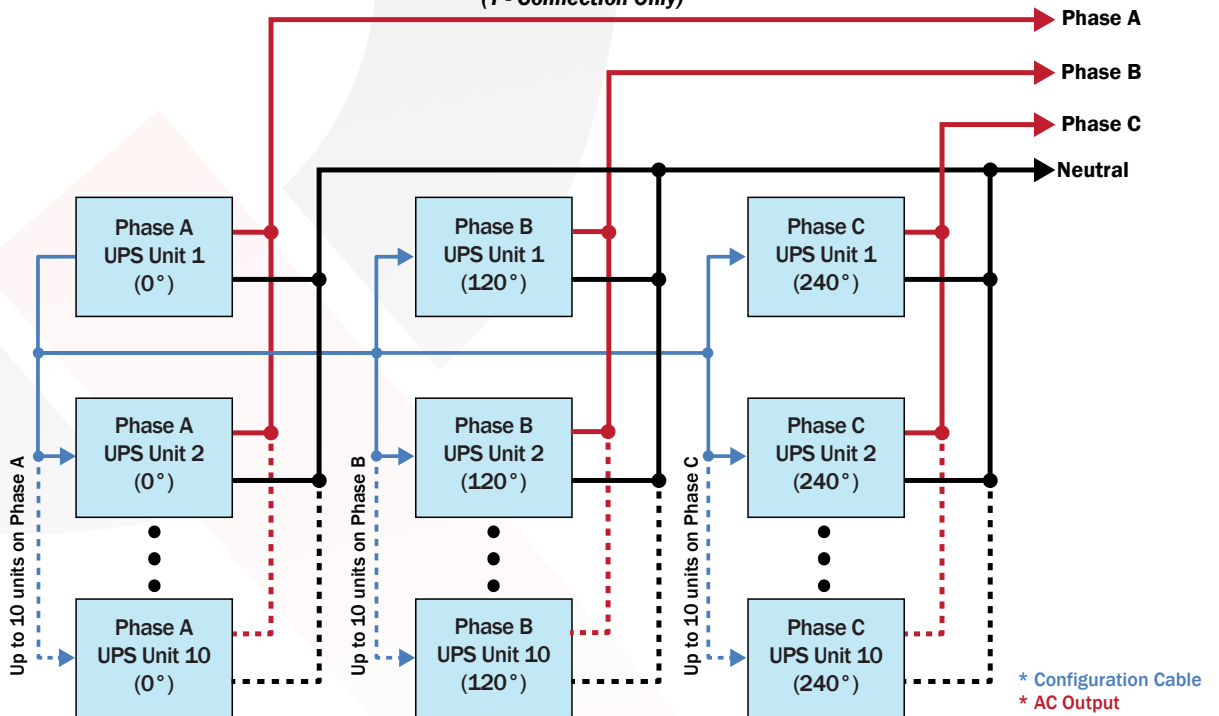 (Y - Connection Only)
Phase A
Phase B
Phase C
Neutral
Phase A
UPS Unit 1
(0°)
Phase B
UPS Unit 1
(120°)
Phase C
UPS Unit 1
(240°)
Phase A
UPS Unit 2
(0°)
Phase B
UPS Unit 2
(120°)
Phase C
UPS Unit 2
(240°)
Up to 10 units on Phase A
Up to 10 units on Phase B
Up to 10 units on Phase C
Phase A
UPS Unit 10
(0°)
Phase B
UPS Unit 10
(120°)
Phase C
UPS Unit 10
(240°)
* Configuration Cable
* AC Output